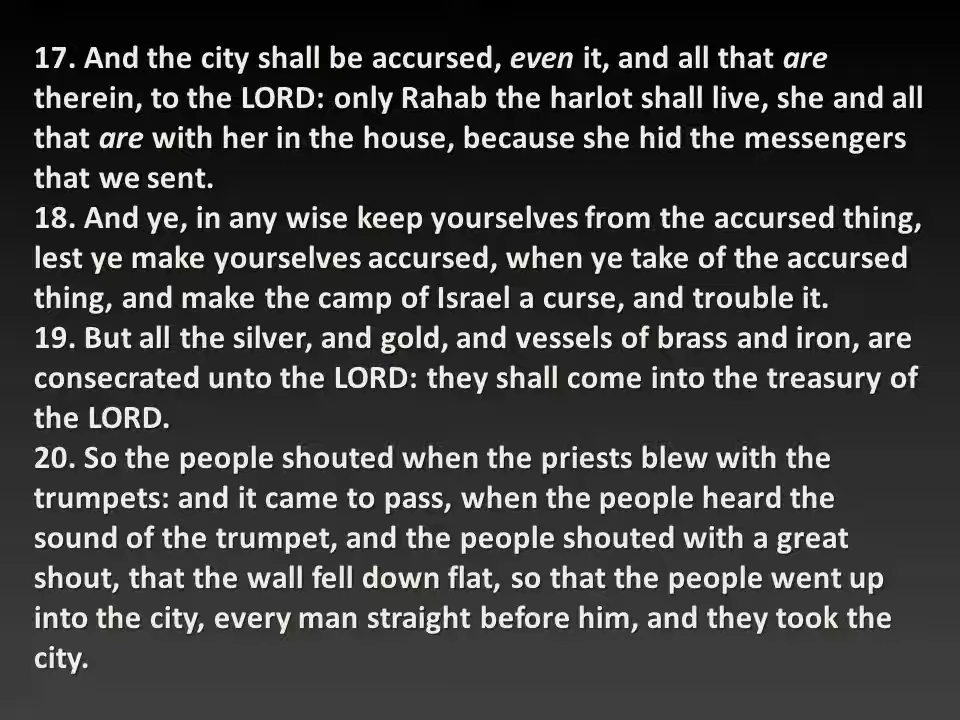 17. And the city shall be accursed, even it, and all that are
therein, to the LORD: only Rahab the harlot shall live, she and all
that are with her in the house, because she hid the messengers
that we sent.
18. And ye, in any wise keep yourselves from the accursed thing,
lest ye make yourselves accursed, when ye take of the accursed
thing, and make the camp of Israel a curse, and trouble it.
19. But all the silver, and gold, and vessels of brass and iron, are
consecrated unto the LORD: they shall come into the treasury of
the LORD.
20. So the people shouted when the priests blew with the
trumpets: and it came to pass, when the people heard the
sound of the trumpet, and the people shouted with a great
shout, that the wall fell down flat, so that the people went up
into the city, every man straight before him, and they took the
city.